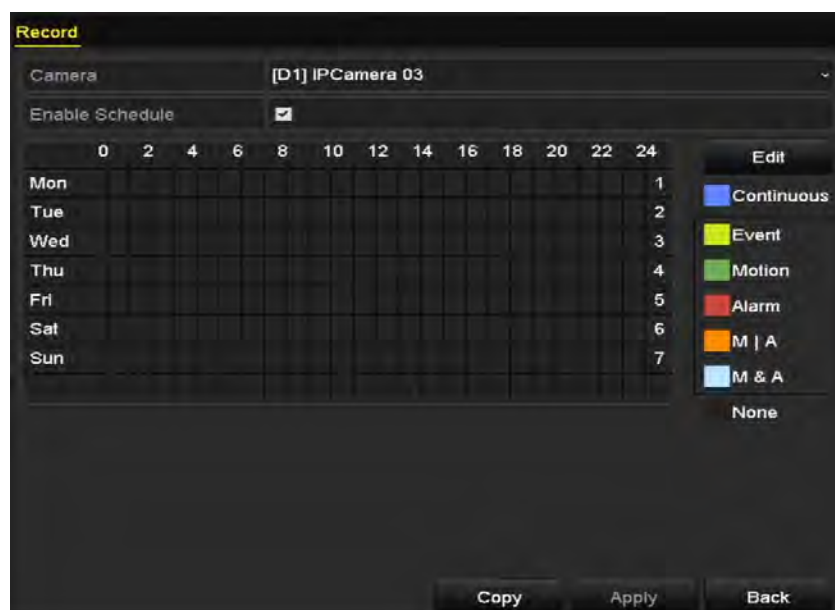 Record
Camera [D1] IPCamera 03
Enable Schedule
0 2 4 6 8 10 12 14 16 18 20 22 24
Edit
Mon 1
Continuous
Tue 2
Wed 3
Event
Thu 4
Motion
Fri 5
Alarm
Sat 6
M | A
Sun 7
M & A
None
Copy Apply Back